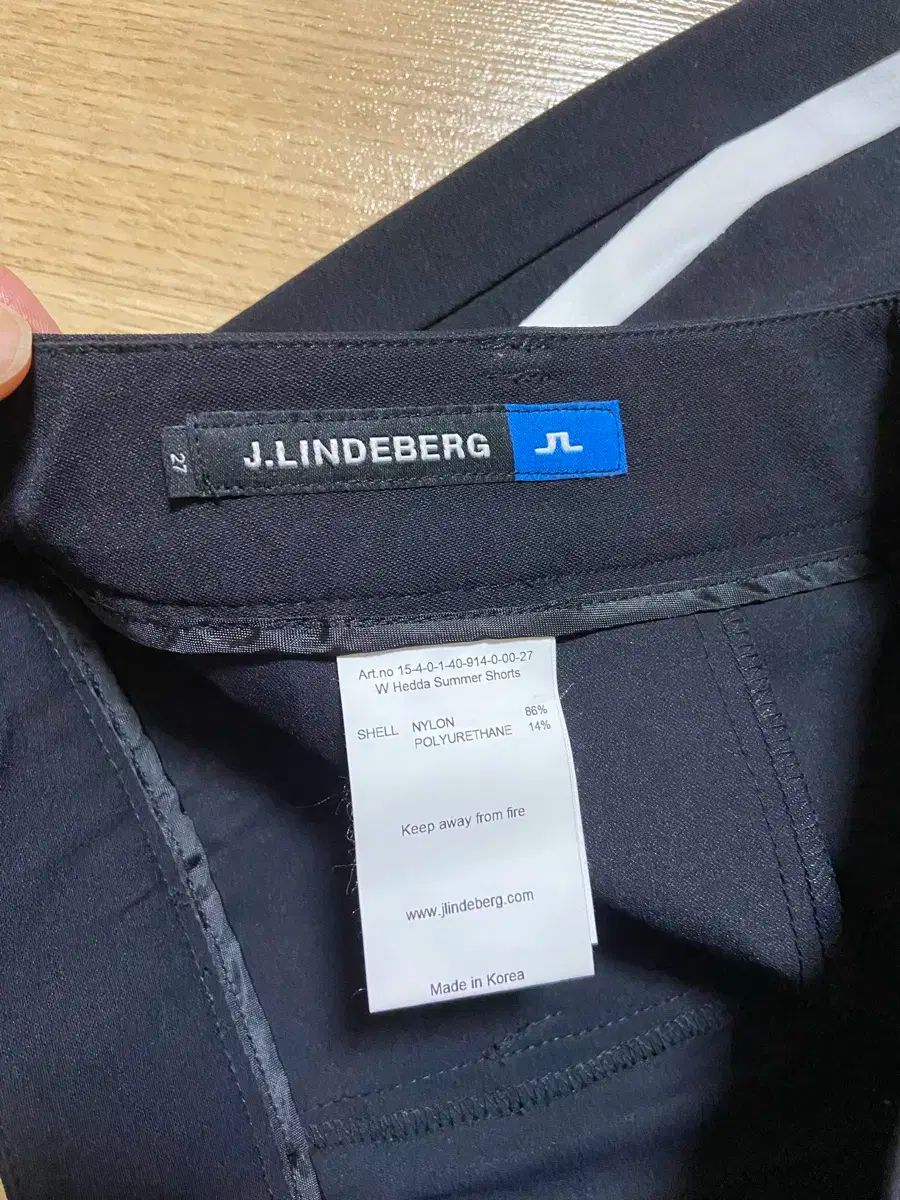 27
J.LINDEBERG
Art.no 15-4-0-1-40-914-0-00-27
W Hedda Summer Shorts
SHELL NYLON 86%
POLYURETHANE 14%
Keep away from fire
www.jlindeberg.com
Made in Korea